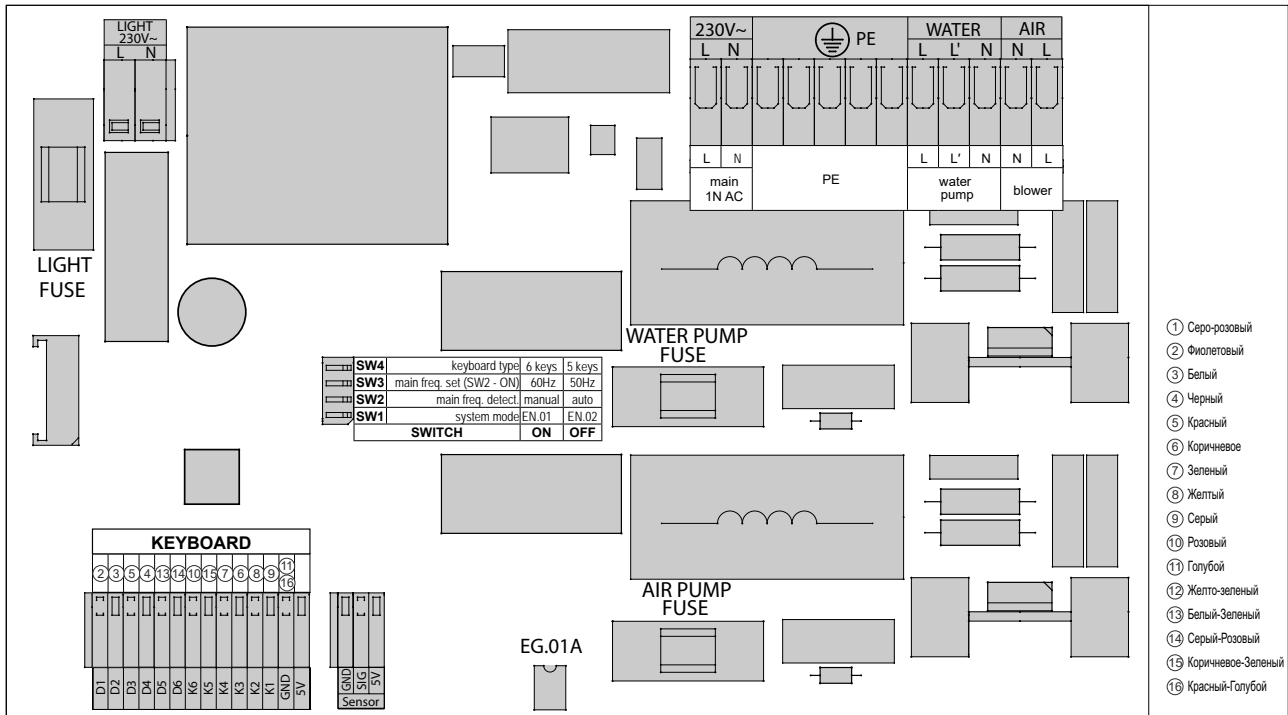 LIGHT
230V~
L N
230V~ PE WATER AIR
L N L L' N N L
L N PE L L' N N L
main
1N AC
water
pump
blower
LIGHT
FUSE
WATER PUMP
FUSE
SW4 keyboard type 6 keys 5 keys
SW3 main freq. set (SW2 - ON) 60Hz 50Hz
SW2 main freq. detect. manual auto
SW1 system mode EN.01 EN.02
SWITCH ON OFF
KEYBOARD
2 3 5 4 13 14 10 15 7 6 8 9 11 16
D1 D2 D3 D4 D5 D6 K6 K5 K4 K3 K2 K1 GND 5V
GND SIG 5V
Sensor
EG.01A
AIR PUMP
FUSE
1 Серо-розовый
2 Фиолетовый
3 Белый
4 Черный
5 Красный
6 Коричневое
7 Зеленый
8 Желтый
9 Серый
10 Розовый
11 Голубой
12 Желто-зеленый
13 Белый-Зеленый
14 Серый-Розовый
15 Коричневое-Зеленый
16 Красный-Голубой